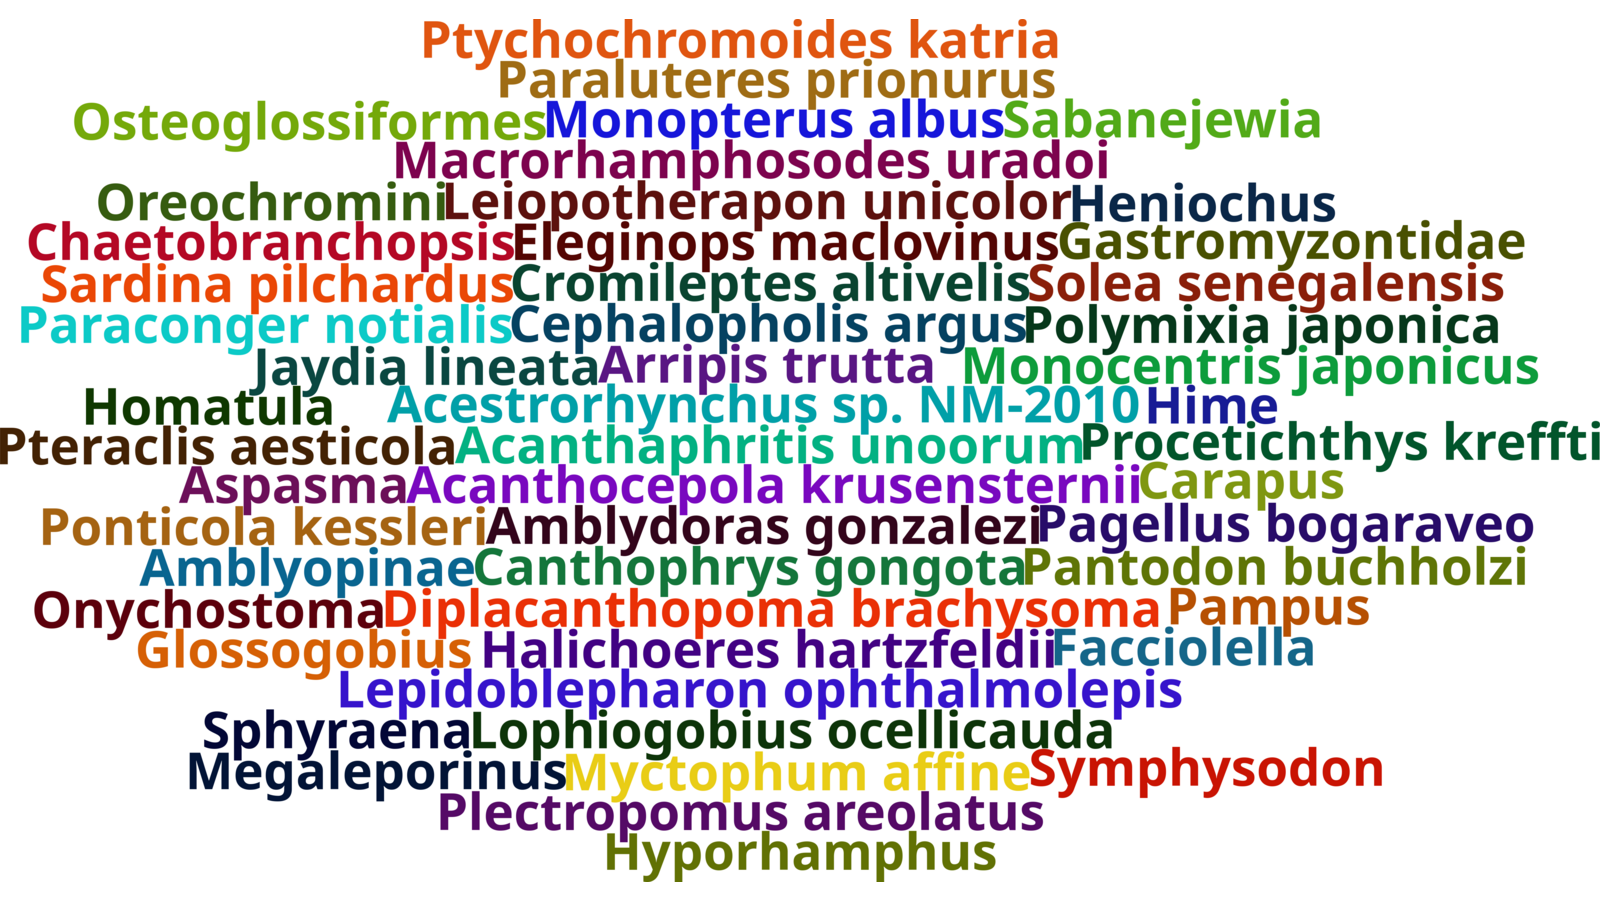 Ptychochromoides katria
Paraluteres prionurus
Osteoglossiformes Monopterus albus Sabanejewia
Macrorhamphosodes uradoi
Oreochromini Leiopotherapon unicolor Heniochus
Chaetobranchopsis Eleginops maclovinus Gastromyzontidae
Sardina pilchardus Cromileptes altivelis Solea senegalensis
Paraconger notialis Cephalopholis argus Polymixia japonica
Jaydia lineata Arripis trutta Monocentris japonicus
Homatula Acestrorhynchus sp. NM-2010 Hime
Pteraclis aesticola Acanthaphritis unoorum Procetichthys kreffti
Aspasma Acanthocepola krusensternii Carapus
Ponticola kessleri Amblydoras gonzalezi Pagellus bogaraveo
Amblyopinae Canthophrys gongota Pantodon buchholzi
Onychostoma Diplacanthopoma brachysoma Pampus
Glossogobius Halichoeres hartzfeldii Facciolella
Lepidoblepharon ophthalmolepis
Sphyraena Lophiogobius ocellicauda
Megaleporinus Myctophum affine Symphysodon
Plectropomus areolatus
Hyporhamphus